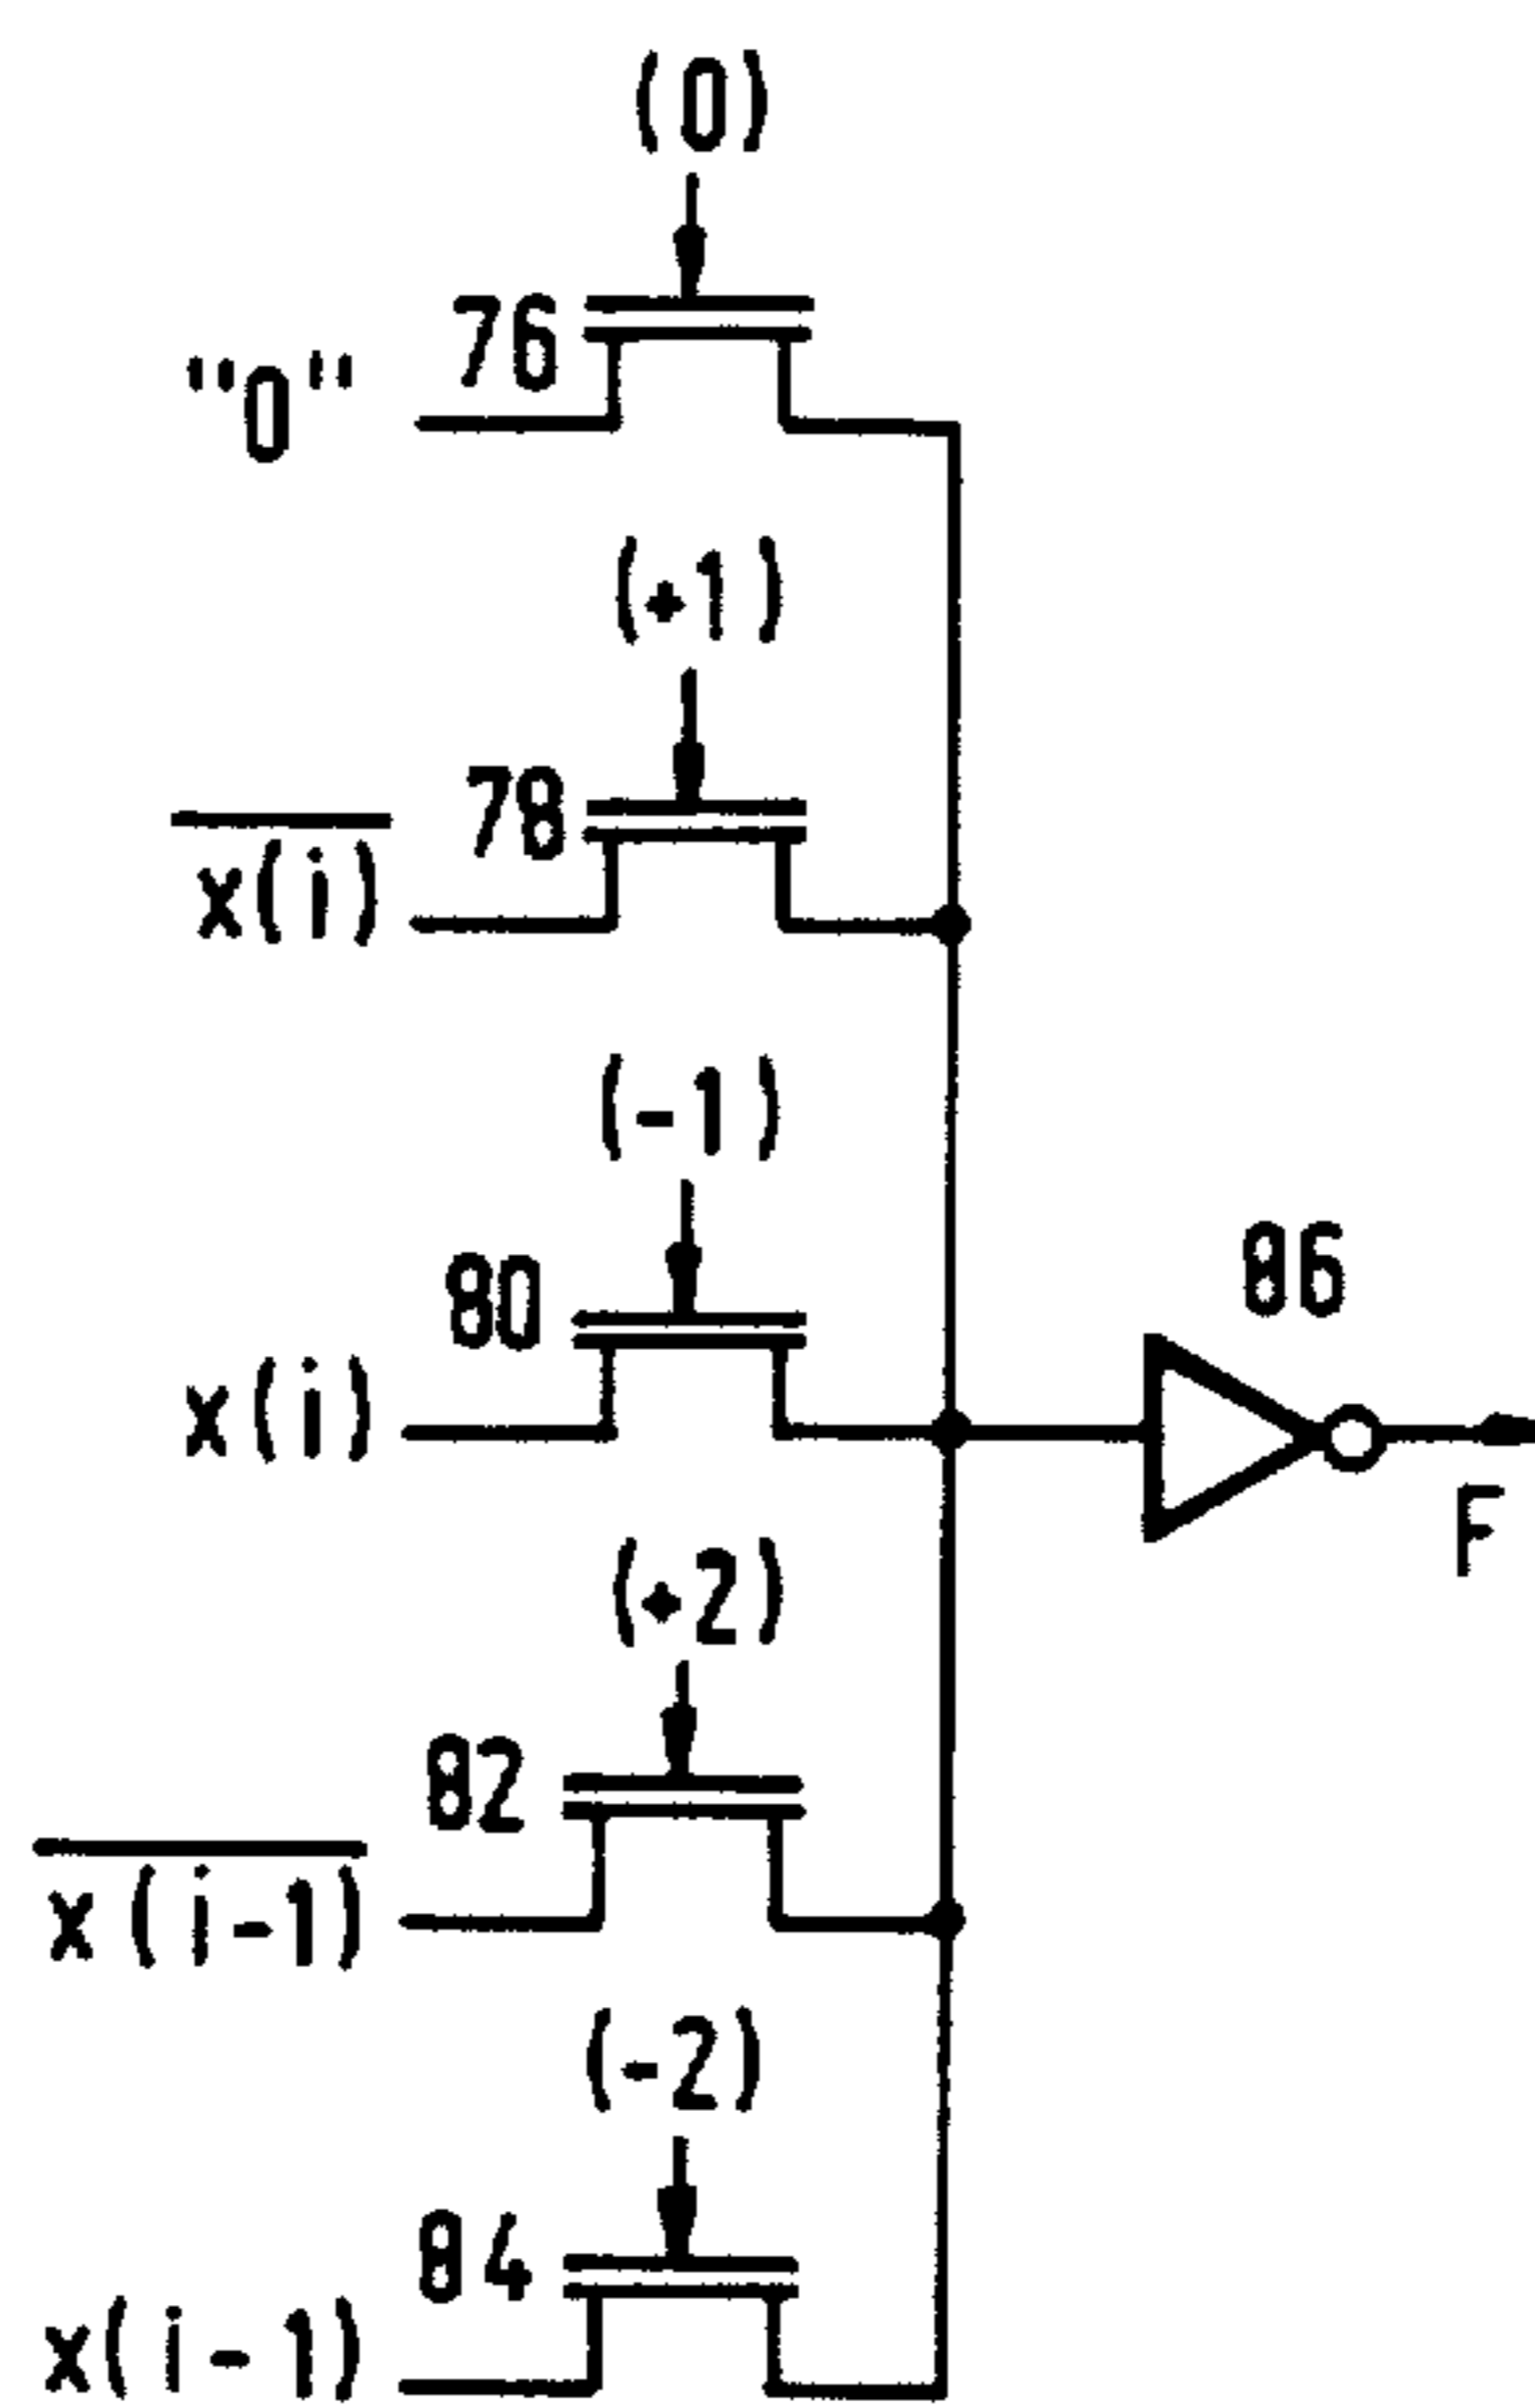 (0)
76
"0"
(+1)
78
x̅(̅i̅)̅
(-1)
80
86
x(i)
F
(+2)
82
x̅(̅i̅-̅1̅)̅
(-2)
84
x(i-1)